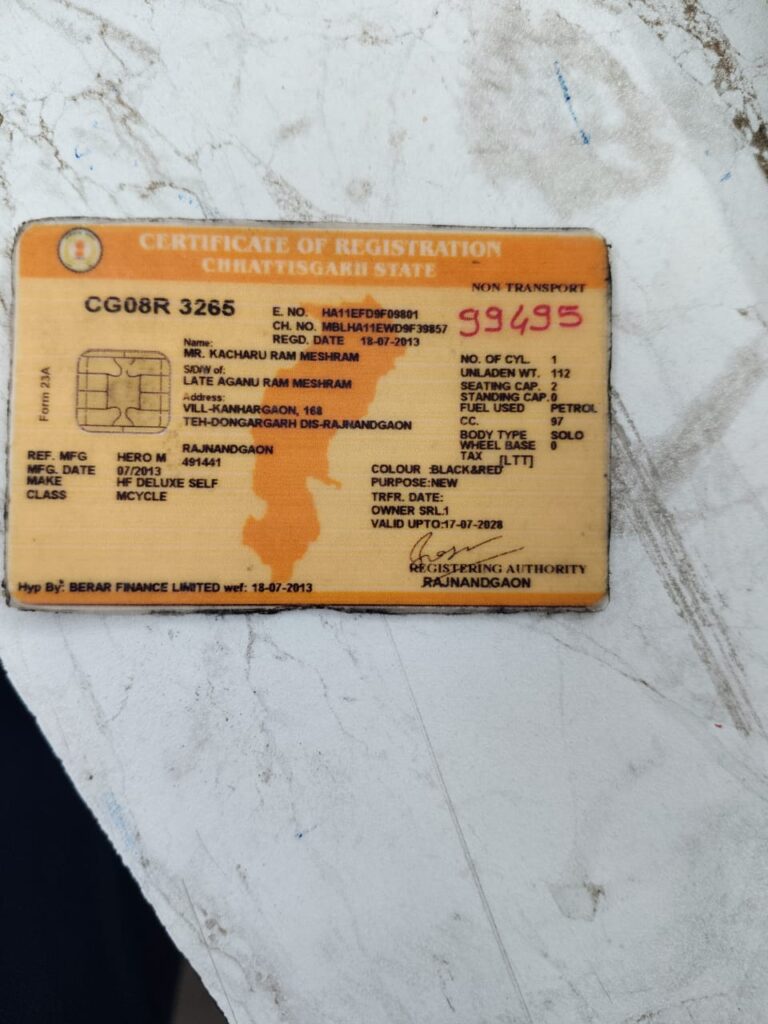 CERTIFICATE OF REGISTRATION
CHHATTISGARH STATE
NON TRANSPORT
CG08R 3265
E. NO. HA11EFD9F09801
CH. NO. MBLHA11EWD9F39857
REGD. DATE 18-07-2013
99495
Form 23A
Name:
MR. KACHARU RAM MESHRAM
S/D/W of:
LATE AGANU RAM MESHRAM
Address:
VILL-KANHARGAON, 168
TEH-DONGARGARH DIS-RAJNANDGAON
RAJNANDGAON
491441
NO. OF CYL. 1
UNLADEN WT. 112
SEATING CAP. 2
STANDING CAP. 0
FUEL USED PETROL
CC. 97
BODY TYPE SOLO
WHEEL BASE 0
TAX [LTT]
REF. MFG HERO M
MFG. DATE 07/2013
MAKE HF DELUXE SELF
CLASS MCYCLE
COLOUR :BLACK&RED
PURPOSE:NEW
TRFR. DATE:
OWNER SRL.1
VALID UPTO:17-07-2028
REGISTERING AUTHORITY
RAJNANDGAON
Hyp By: BERAR FINANCE LIMITED wef: 18-07-2013